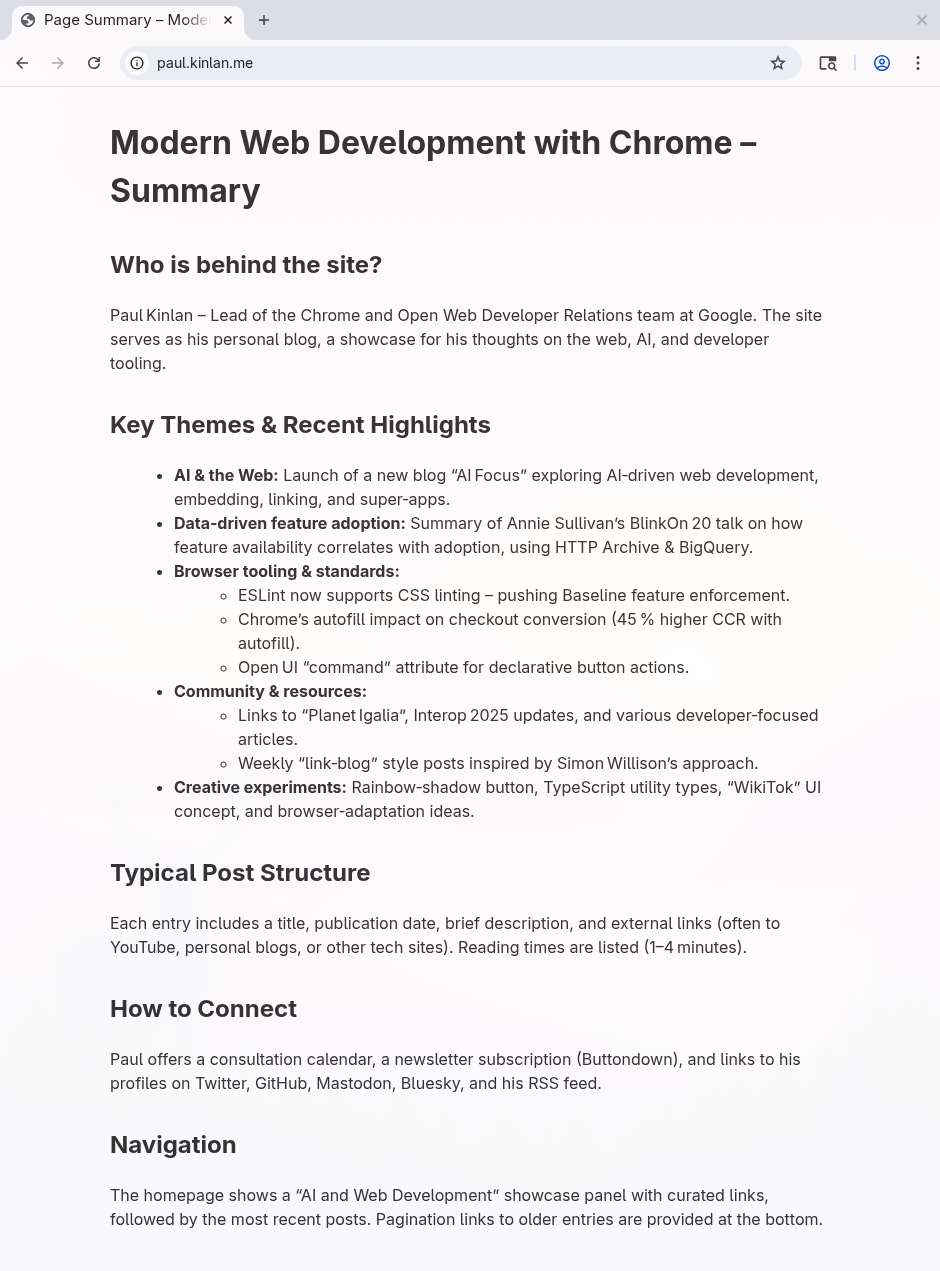 Page Summary – Mode
paul.kinlan.me
Modern Web Development with Chrome –
Summary
Who is behind the site?
Paul Kinlan – Lead of the Chrome and Open Web Developer Relations team at Google. The site
serves as his personal blog, a showcase for his thoughts on the web, AI, and developer
tooling.
Key Themes & Recent Highlights
• AI & the Web: Launch of a new blog “AI Focus” exploring AI-driven web development,
embedding, linking, and super-apps.
• Data-driven feature adoption: Summary of Annie Sullivan’s BlinkOn 20 talk on how
feature availability correlates with adoption, using HTTP Archive & BigQuery.
• Browser tooling & standards:
◦ ESLint now supports CSS linting – pushing Baseline feature enforcement.
◦ Chrome’s autofill impact on checkout conversion (45 % higher CCR with
autofill).
◦ Open UI “command” attribute for declarative button actions.
• Community & resources:
◦ Links to “Planet Igalia”, Interop 2025 updates, and various developer-focused
articles.
◦ Weekly “link-blog” style posts inspired by Simon Willison’s approach.
• Creative experiments: Rainbow-shadow button, TypeScript utility types, “WikiTok” UI
concept, and browser-adaptation ideas.
Typical Post Structure
Each entry includes a title, publication date, brief description, and external links (often to
YouTube, personal blogs, or other tech sites). Reading times are listed (1–4 minutes).
How to Connect
Paul offers a consultation calendar, a newsletter subscription (Buttondown), and links to his
profiles on Twitter, GitHub, Mastodon, Bluesky, and his RSS feed.
Navigation
The homepage shows a “AI and Web Development” showcase panel with curated links,
followed by the most recent posts. Pagination links to older entries are provided at the bottom.